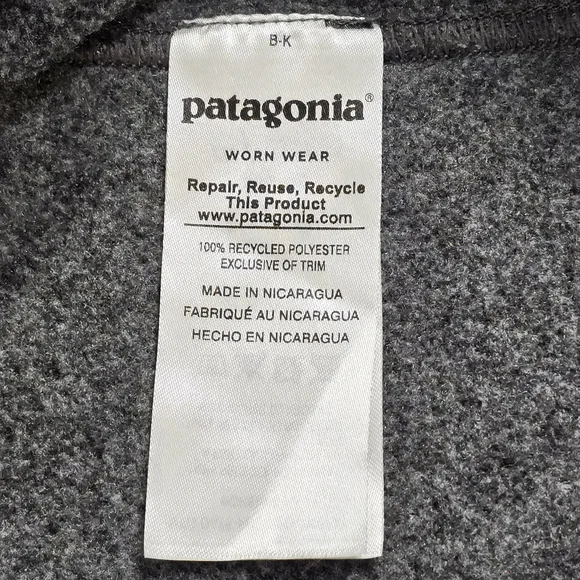 B-K
patagonia®
WORN WEAR
Repair, Reuse, Recycle
This Product
www.patagonia.com
100% RECYCLED POLYESTER
EXCLUSIVE OF TRIM
MADE IN NICARAGUA
FABRIQUÉ AU NICARAGUA
HECHO EN NICARAGUA